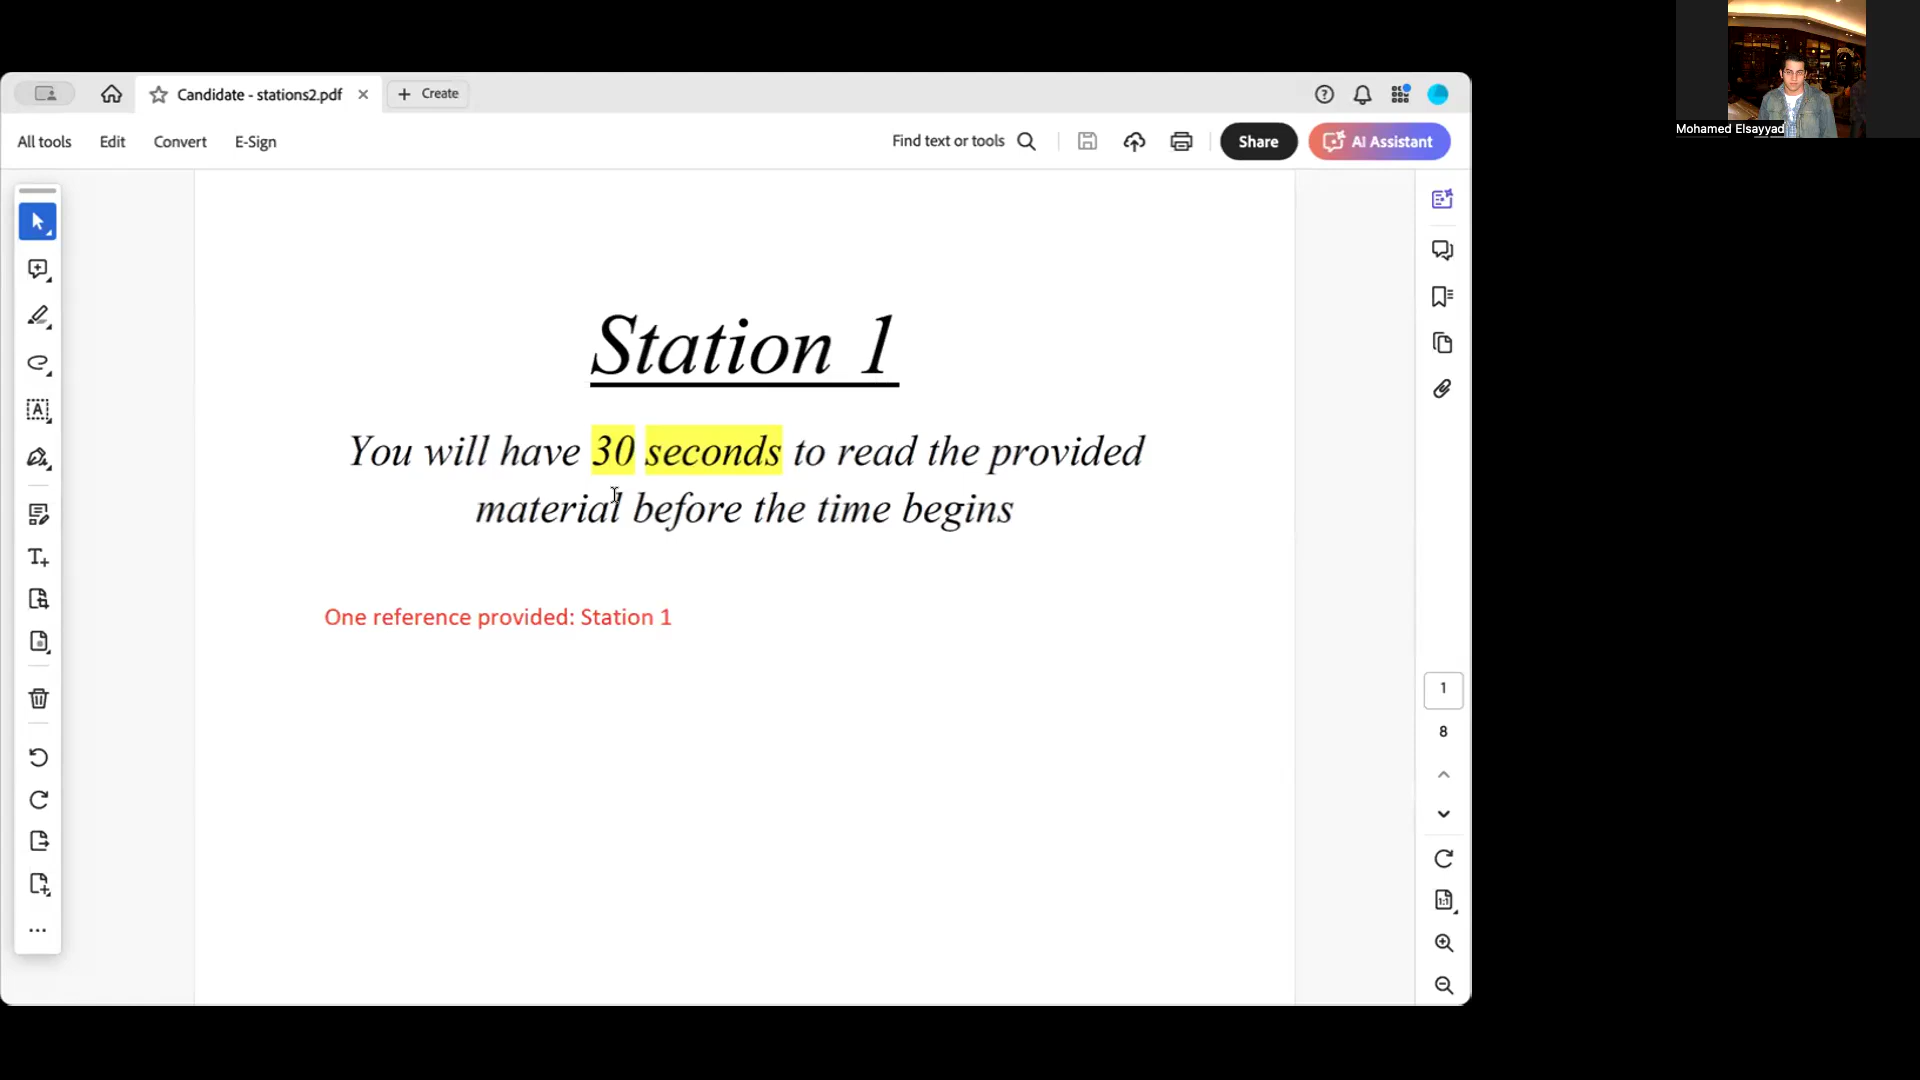 Candidate - stations2.pdf
Create
All tools
Edit
Convert
E-Sign
Find text or tools
Share
AI Assistant
Mohamed Elsayyad
Station 1
You will have 30 seconds to read the provided
material before the time begins
One reference provided: Station 1
1
8